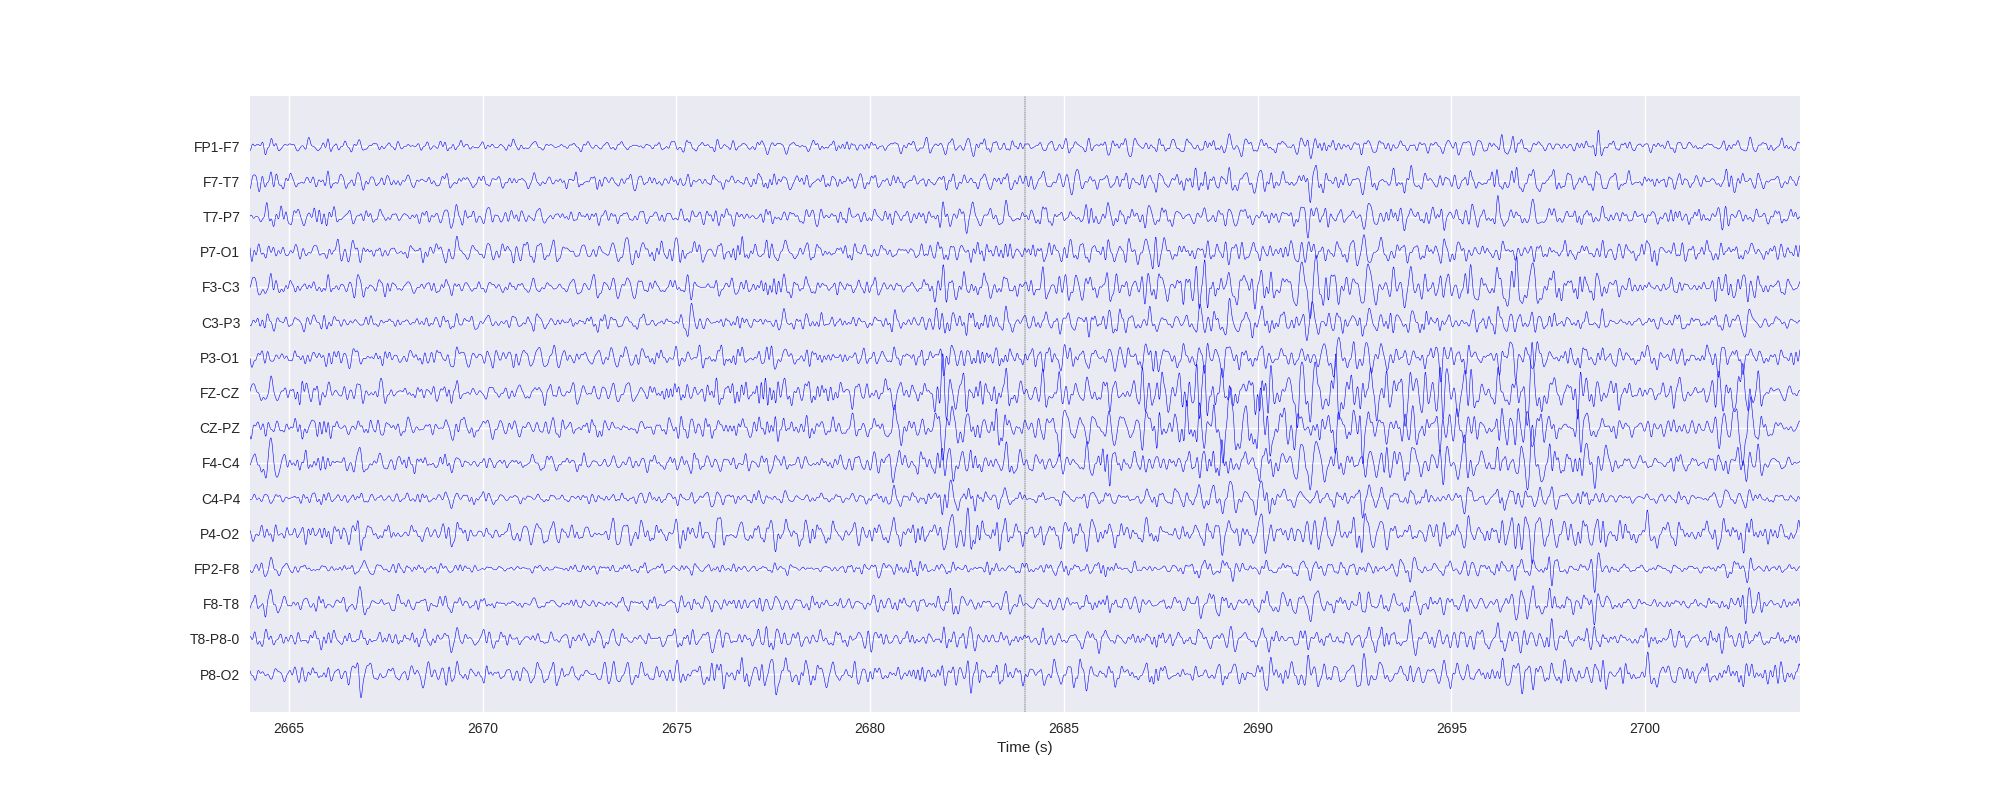 FP1-F7
F7-T7
T7-P7
P7-O1
F3-C3
C3-P3
P3-O1
FZ-CZ
CZ-PZ
F4-C4
C4-P4
P4-O2
FP2-F8
F8-T8
T8-P8-0
P8-O2
2665 2670 2675 2680 2685 2690 2695 2700
Time (s)